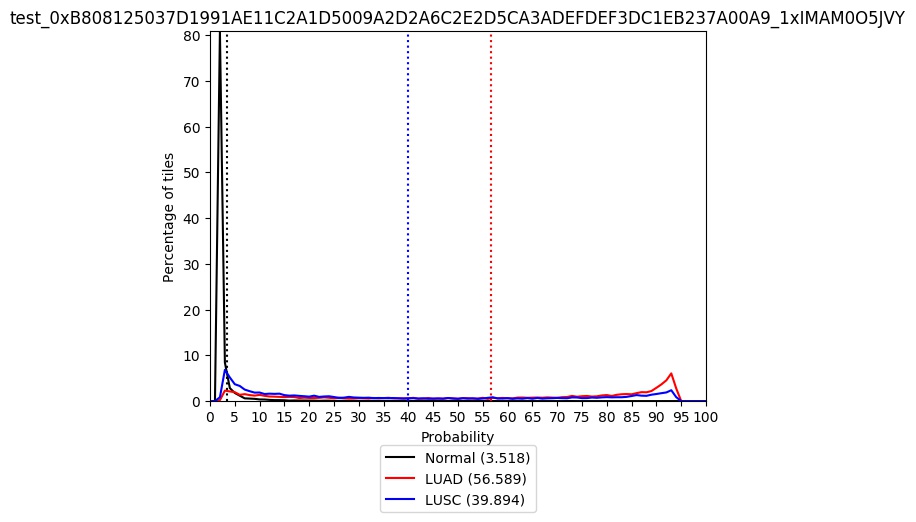 test_0xB808125037D1991AE11C2A1D5009A2D2A6C2E2D5CA3ADEFDEF3DC1EB237A00A9_1xIMAM0O5JVY
80
70
60
50
40
30
20
10
0
Percentage of tiles
0 5 10 15 20 25 30 35 40 45 50 55 60 65 70 75 80 85 90 95 100
Probability
Normal (3.518)
LUAD (56.589)
LUSC (39.894)